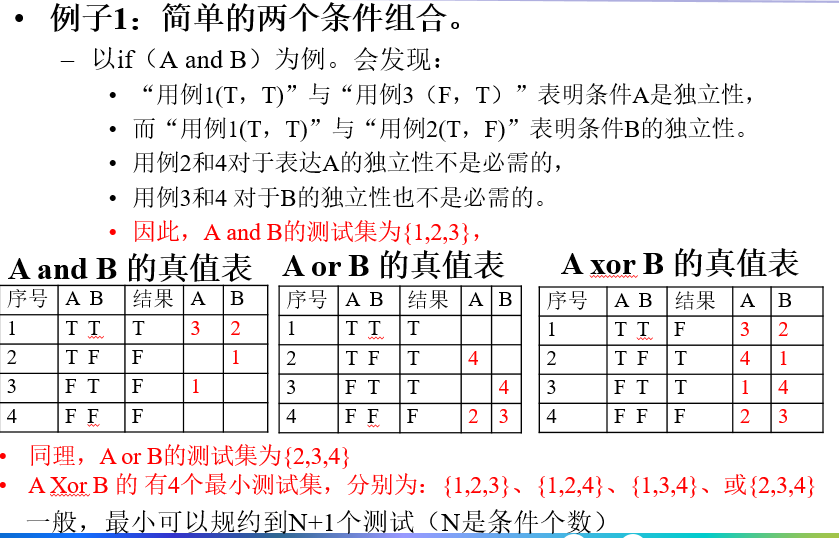 • 例子1：简单的两个条件组合。
– 以if（A and B）为例。会发现：
• “用例1(T，T)”与“用例3（F，T）”表明条件A是独立性，
• 而“用例1(T，T)”与“用例2(T，F)”表明条件B的独立性。
• 用例2和4对于表达A的独立性不是必需的，
• 用例3和4 对于B的独立性也不是必需的。
• 因此，A and B的测试集为{1,2,3}，
A and B 的真值表
序号 A B 结果 A B
1 T T T 3 2
2 T F F 1
3 F T F 1
4 F F F
A or B 的真值表
序号 A B 结果 A B
1 T T T
2 T F T 4
3 F T T 4
4 F F F 2 3
A xor B 的真值表
序号 A B 结果 A B
1 T T F 3 2
2 T F T 4 1
3 F T T 1 4
4 F F F 2 3
• 同理，A or B的测试集为{2,3,4}
• A Xor B 的 有4个最小测试集，分别为：{1,2,3}、{1,2,4}、{1,3,4}、或{2,3,4}
一般，最小可以规约到N+1个测试（N是条件个数）